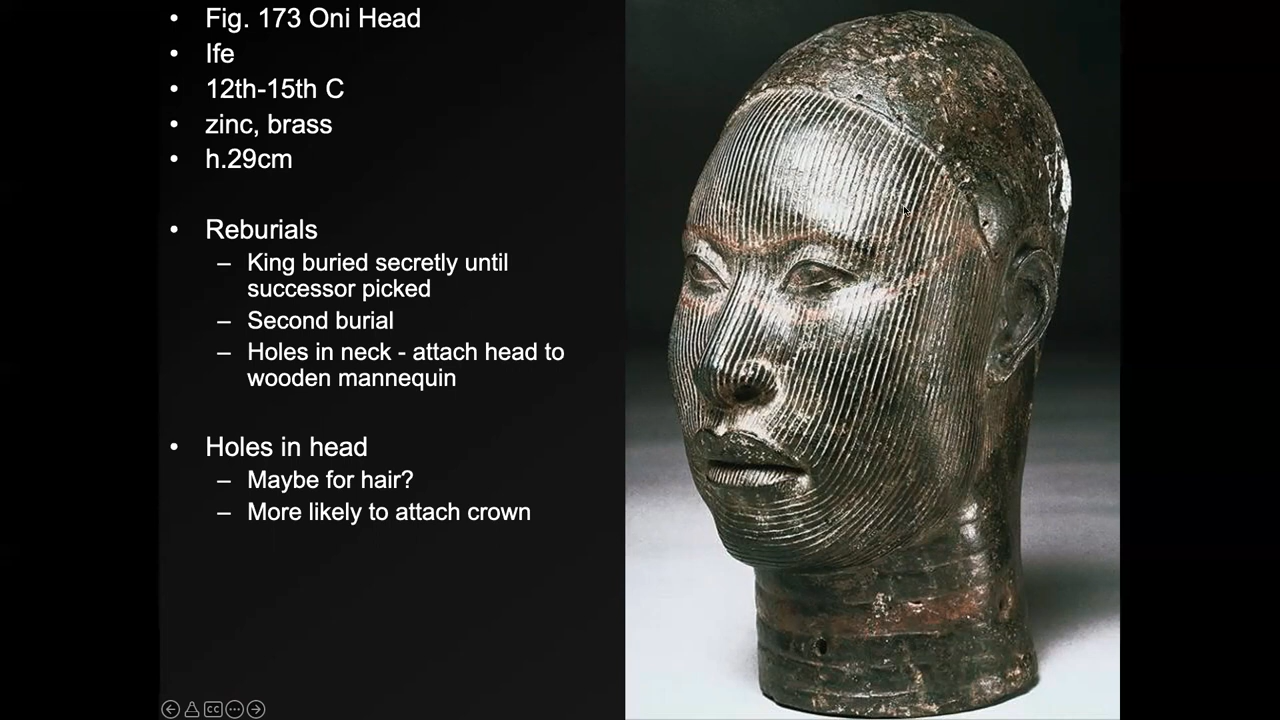 • Fig. 173 Oni Head
• Ife
• 12th-15th C
• zinc, brass
• h.29cm
• Reburials
– King buried secretly until
successor picked
– Second burial
– Holes in neck - attach head to
wooden mannequin
• Holes in head
– Maybe for hair?
– More likely to attach crown
CC